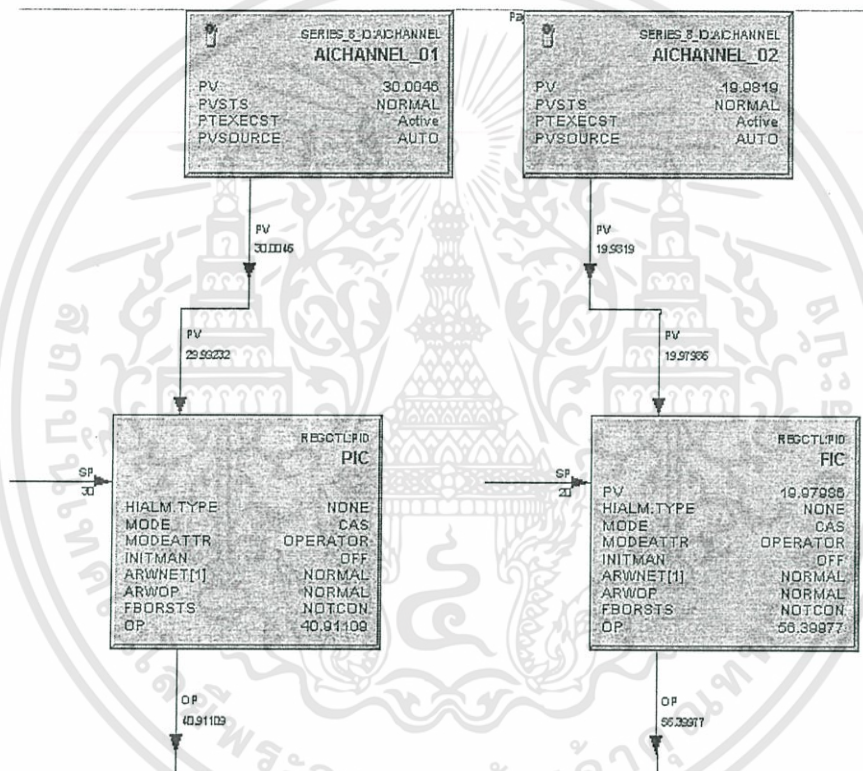 SERIES_8_IO:AICHANNEL
AICHANNEL_01
PV 30.0046
PVSTS NORMAL
PTEXECST Active
PVSOURCE AUTO
SERIES_8_IO:AICHANNEL
AICHANNEL_02
PV 19.9819
PVSTS NORMAL
PTEXECST Active
PVSOURCE AUTO
PV
30.0046
PV
19.9819
PV
29.99232
PV
19.97986
SP
30
REGCTL:PID
PIC
HIALM.TYPE NONE
MODE CAS
MODEATTR OPERATOR
INITMAN OFF
ARWNET[1] NORMAL
ARWOP NORMAL
FBORSTS NOTCON
OP 40.91109
SP
20
REGCTL:PID
FIC
PV 19.97986
HIALM.TYPE NONE
MODE CAS
MODEATTR OPERATOR
INITMAN OFF
ARWNET[1] NORMAL
ARWOP NORMAL
FBORSTS NOTCON
OP 56.39977
OP
40.91109
OP
56.39977